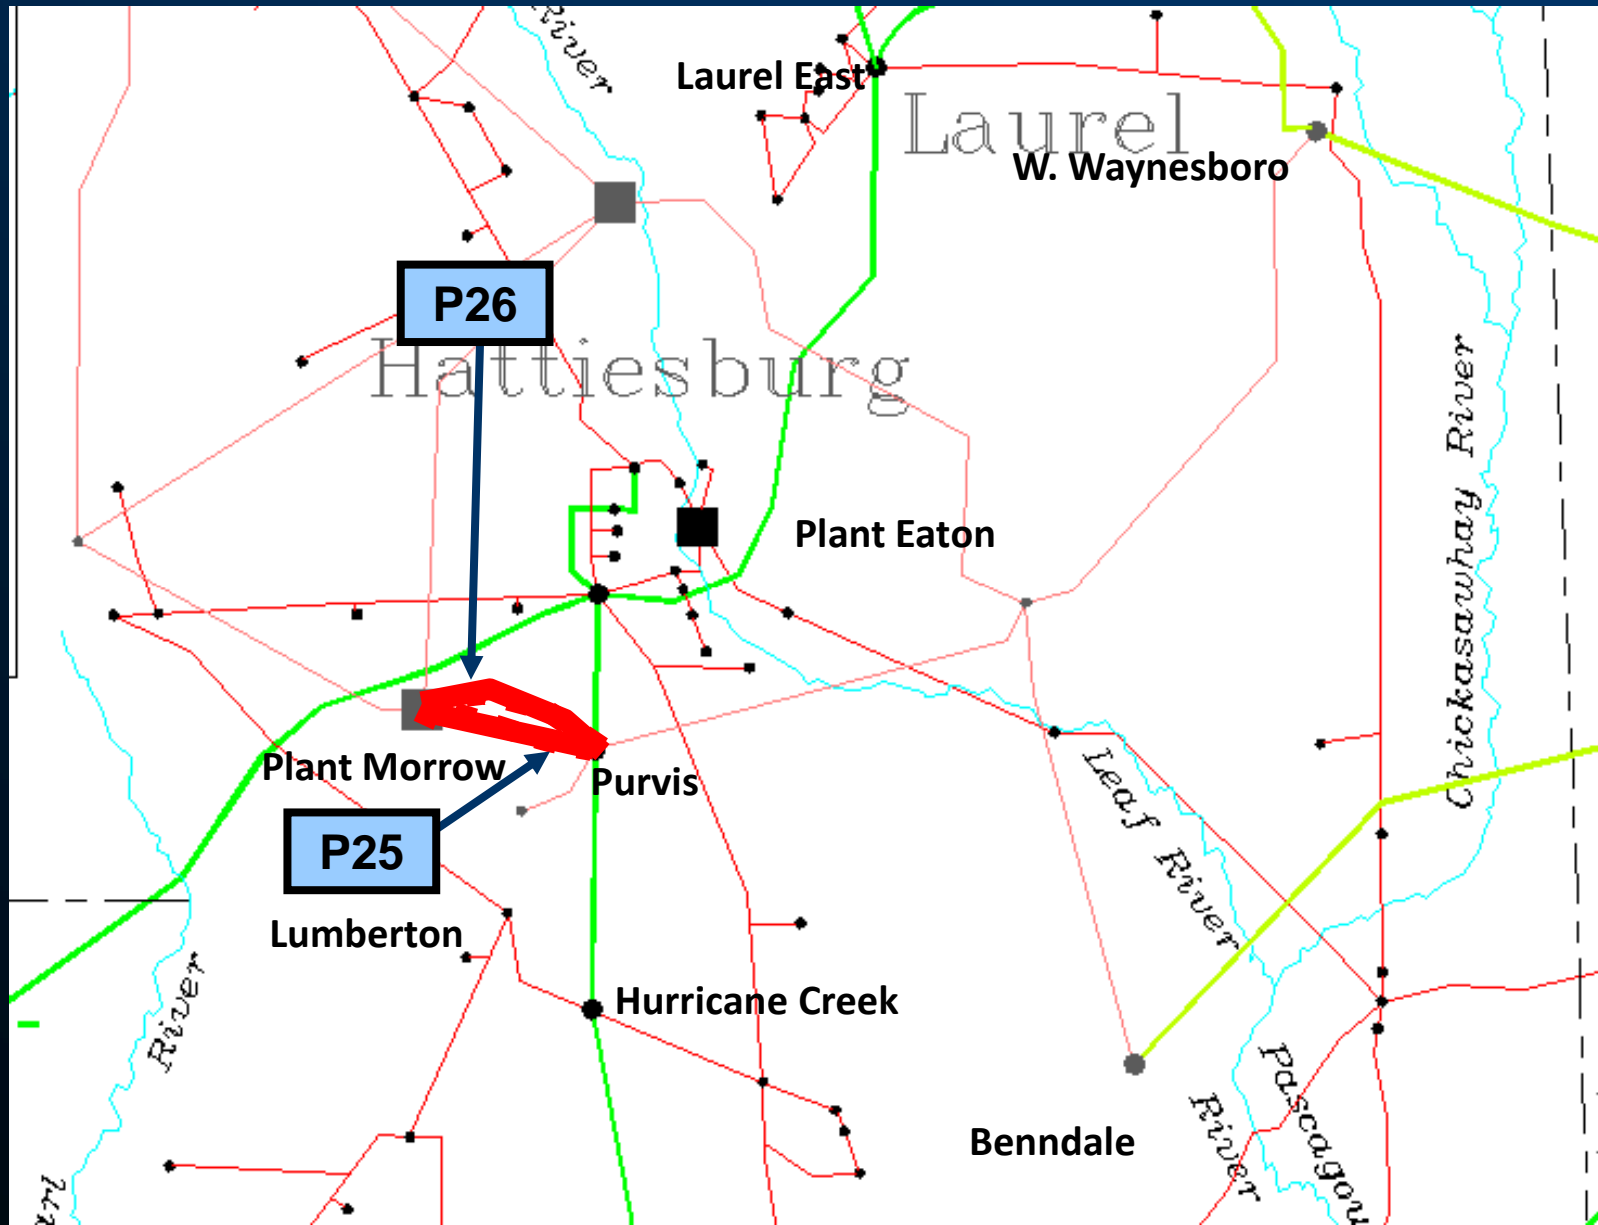 River
Laurel East
Laurel
W. Waynesboro
P26
Hattiesburg
Chickasawhay River
Plant Eaton
Plant Morrow
Purvis
Leaf River
P25
Lumberton
River
Hurricane Creek
Benndale
River